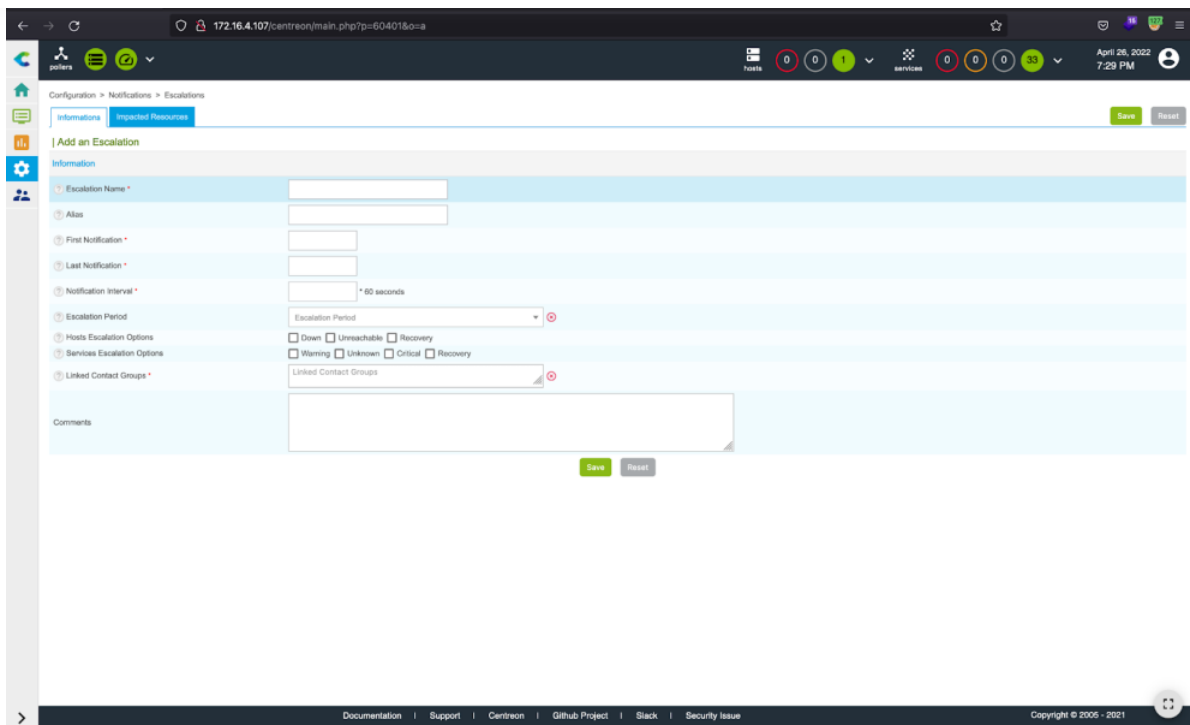 172.16.4.107/centreon/main.php?p=60401&o=a
15
127
pollers
hosts
0 0 1
services
0 0 0 33
April 26, 2022
7:29 PM
Configuration > Notifications > Escalations
Informations Impacted Resources
Save Reset
| Add an Escalation
Information
? Escalation Name *
? Alias
? First Notification *
? Last Notification *
? Notification Interval * * 60 seconds
? Escalation Period Escalation Period
? Hosts Escalation Options Down Unreachable Recovery
? Services Escalation Options Warning Unknown Critical Recovery
? Linked Contact Groups * Linked Contact Groups
Comments
Save Reset
Documentation | Support | Centreon | Github Project | Slack | Security Issue
Copyright © 2005 - 2021